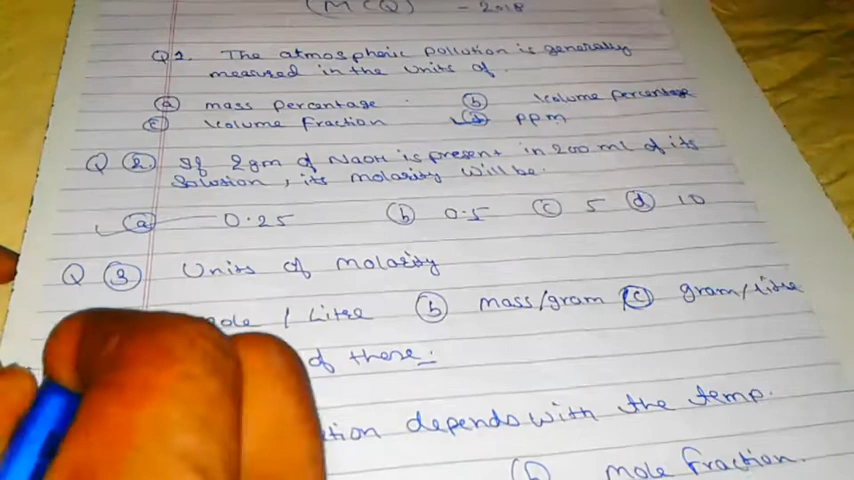 (MCQ) - 2018
Q 1. The atmospheric pollution is generally
measured in the units of.
(a) mass percentage (b) Volume percentage
(c) Volume Fraction (d) ppm
Q (2) If 2gm of NaOH is present in 200 ml of its
Solution, its molarity will be.
(a) 0.25 (b) 0.5 (c) 5 (d) 10
Q (3) Units of molarity
mole / Litre (b) mass/gram (c) gram/litre
of these:
depends with the temp.
(b) mole fraction.